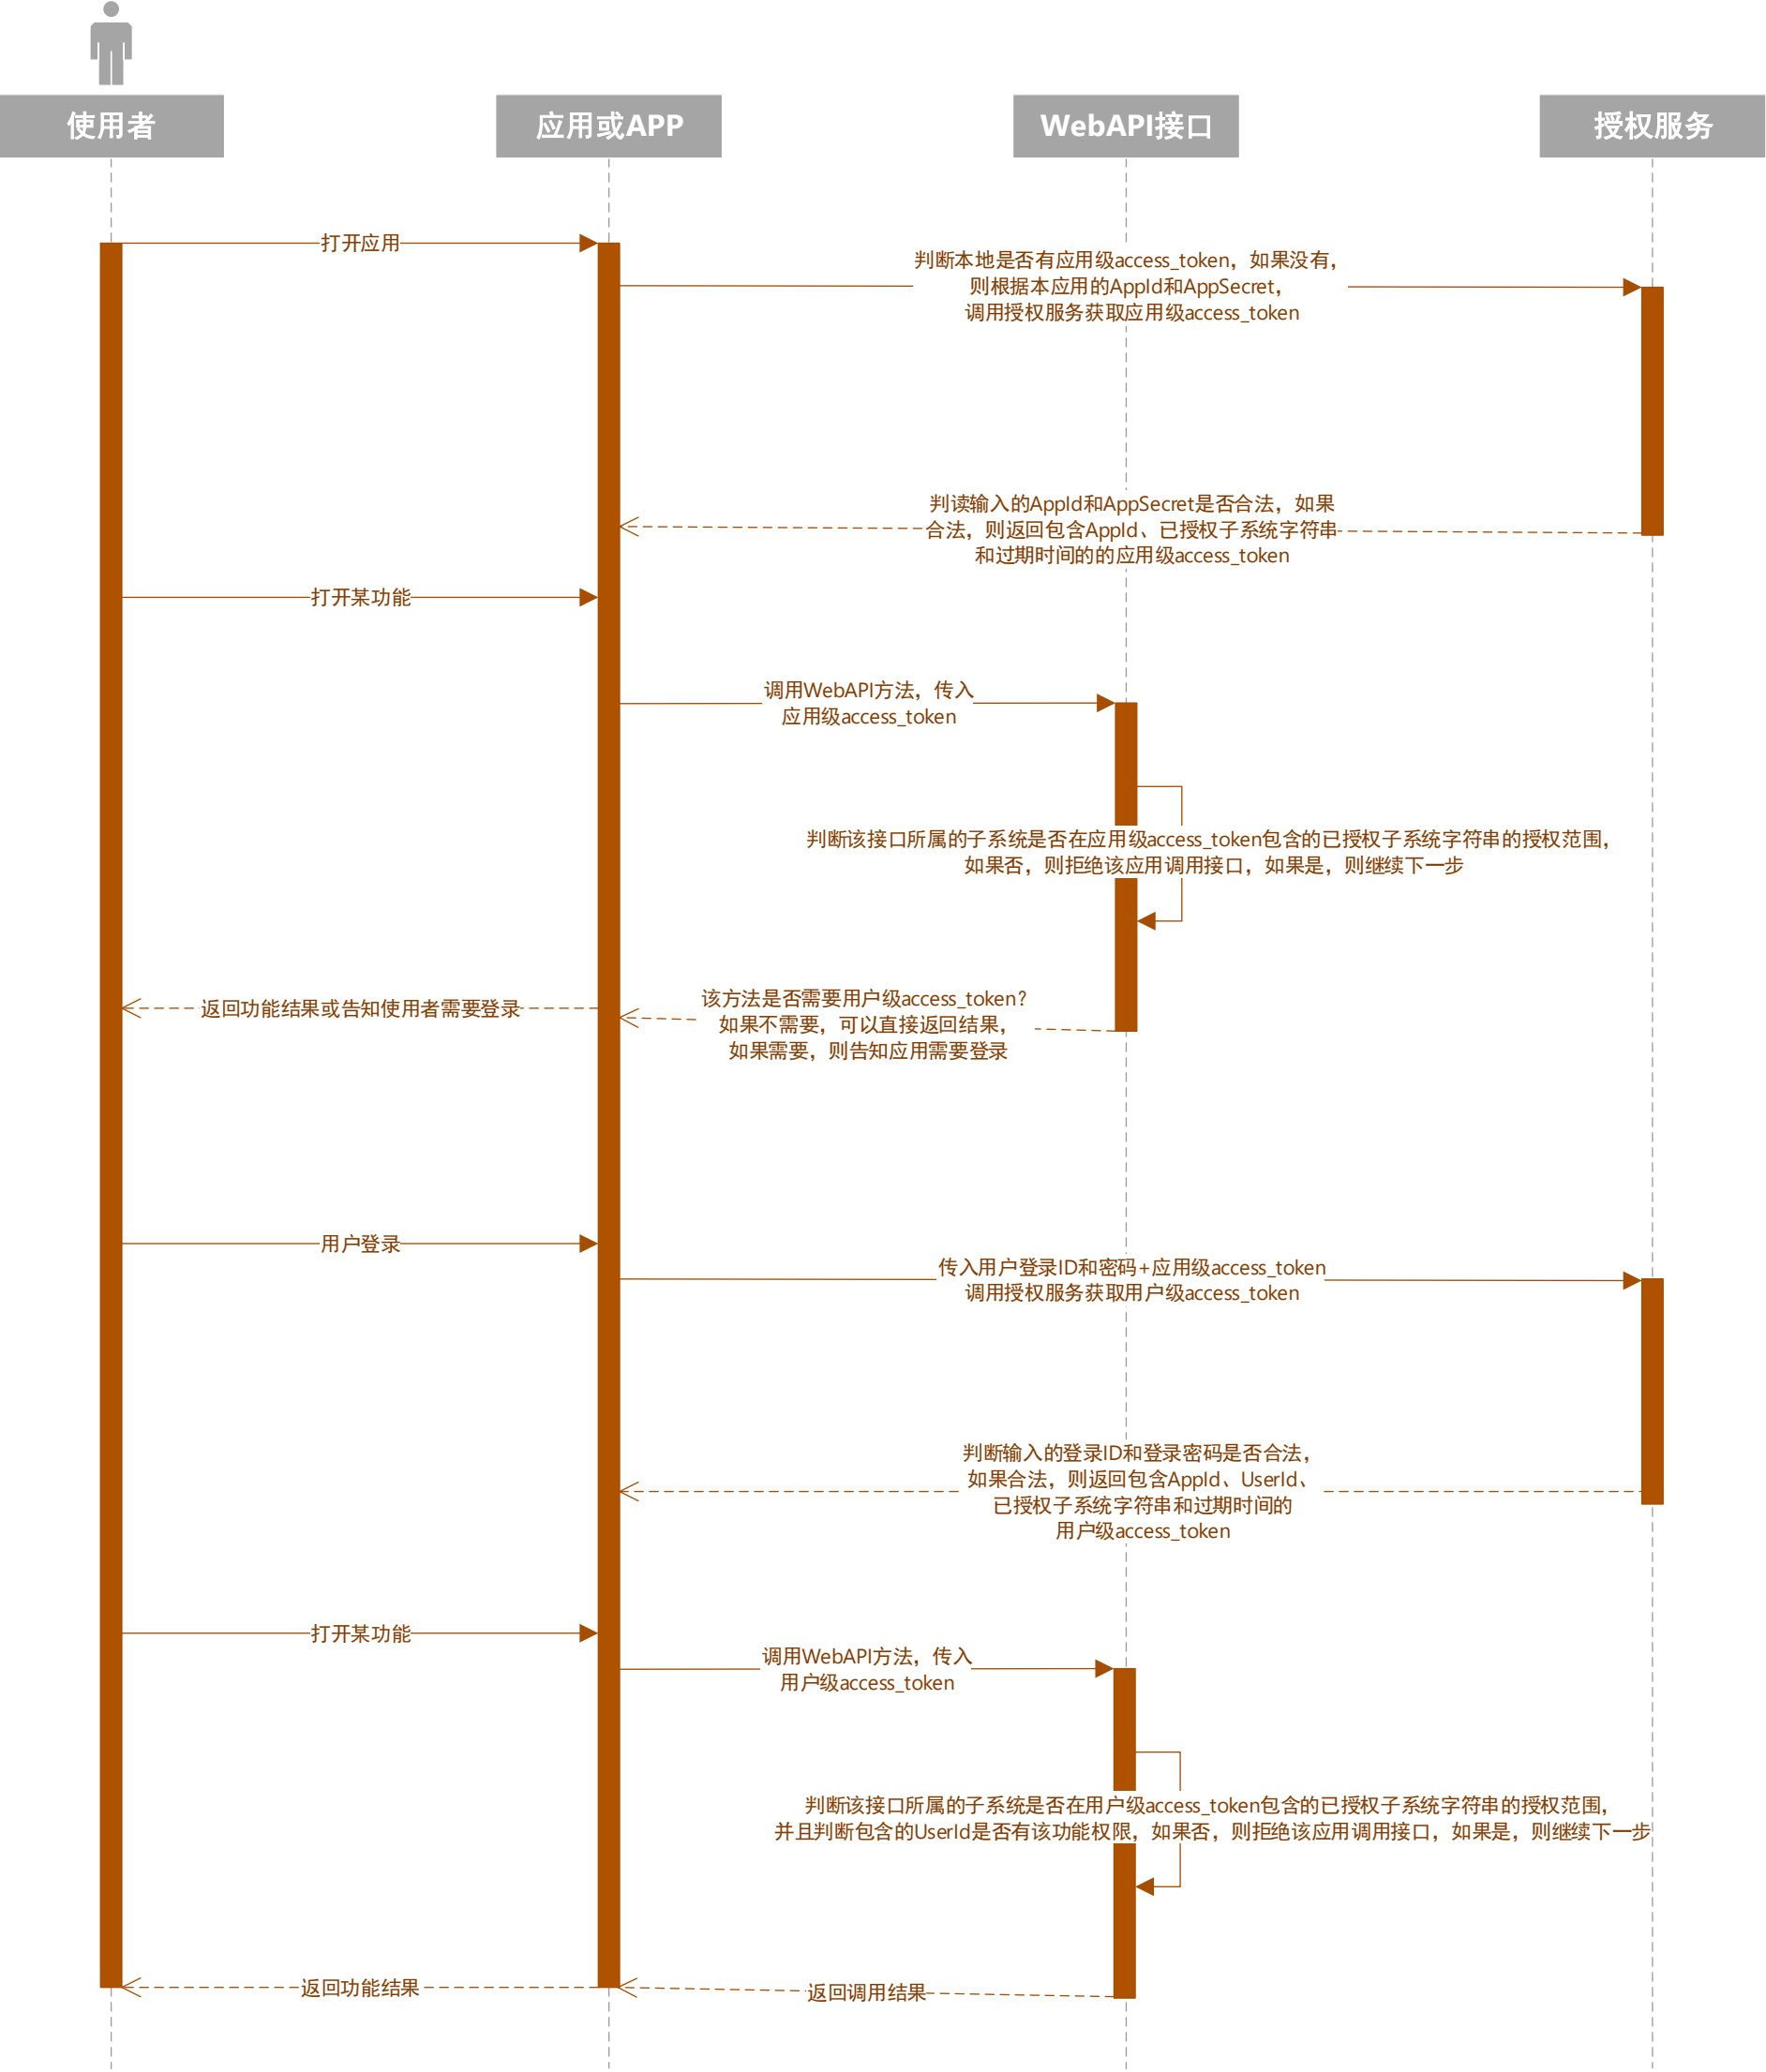 使用者
应用或APP
WebAPI接口
授权服务
打开应用
判断本地是否有应用级access_token，如果没有，
则根据本应用的AppId和AppSecret，
调用授权服务获取应用级access_token
判读输入的AppId和AppSecret是否合法，如果
合法，则返回包含AppId、已授权子系统字符串
和过期时间的的应用级access_token
打开某功能
调用WebAPI方法，传入
应用级access_token
判断该接口所属的子系统是否在应用级access_token包含的已授权子系统字符串的授权范围，
如果否，则拒绝该应用调用接口，如果是，则继续下一步
返回功能结果或告知使用者需要登录
该方法是否需要用户级access_token？
如果不需要，可以直接返回结果，
如果需要，则告知应用需要登录
用户登录
传入用户登录ID和密码+应用级access_token
调用授权服务获取用户级access_token
判断输入的登录ID和登录密码是否合法，
如果合法，则返回包含AppId、UserId、
已授权子系统字符串和过期时间的
用户级access_token
打开某功能
调用WebAPI方法，传入
用户级access_token
判断该接口所属的子系统是否在用户级access_token包含的已授权子系统字符串的授权范围，
并且判断包含的UserId是否有该功能权限，如果否，则拒绝该应用调用接口，如果是，则继续下一步
返回功能结果
返回调用结果